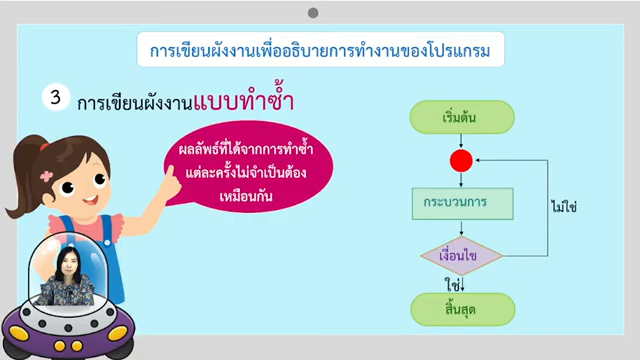 การเขียนผังงานเพื่ออธิบายการทำงานของโปรแกรม
3 การเขียนผังงานแบบทำซ้ำ
ผลลัพธ์ที่ได้จากการทำซ้ำ
แต่ละครั้งไม่จำเป็นต้อง
เหมือนกัน
เริ่มต้น
กระบวนการ
ไม่ใช่
เงื่อนไข
ใช่
สิ้นสุด